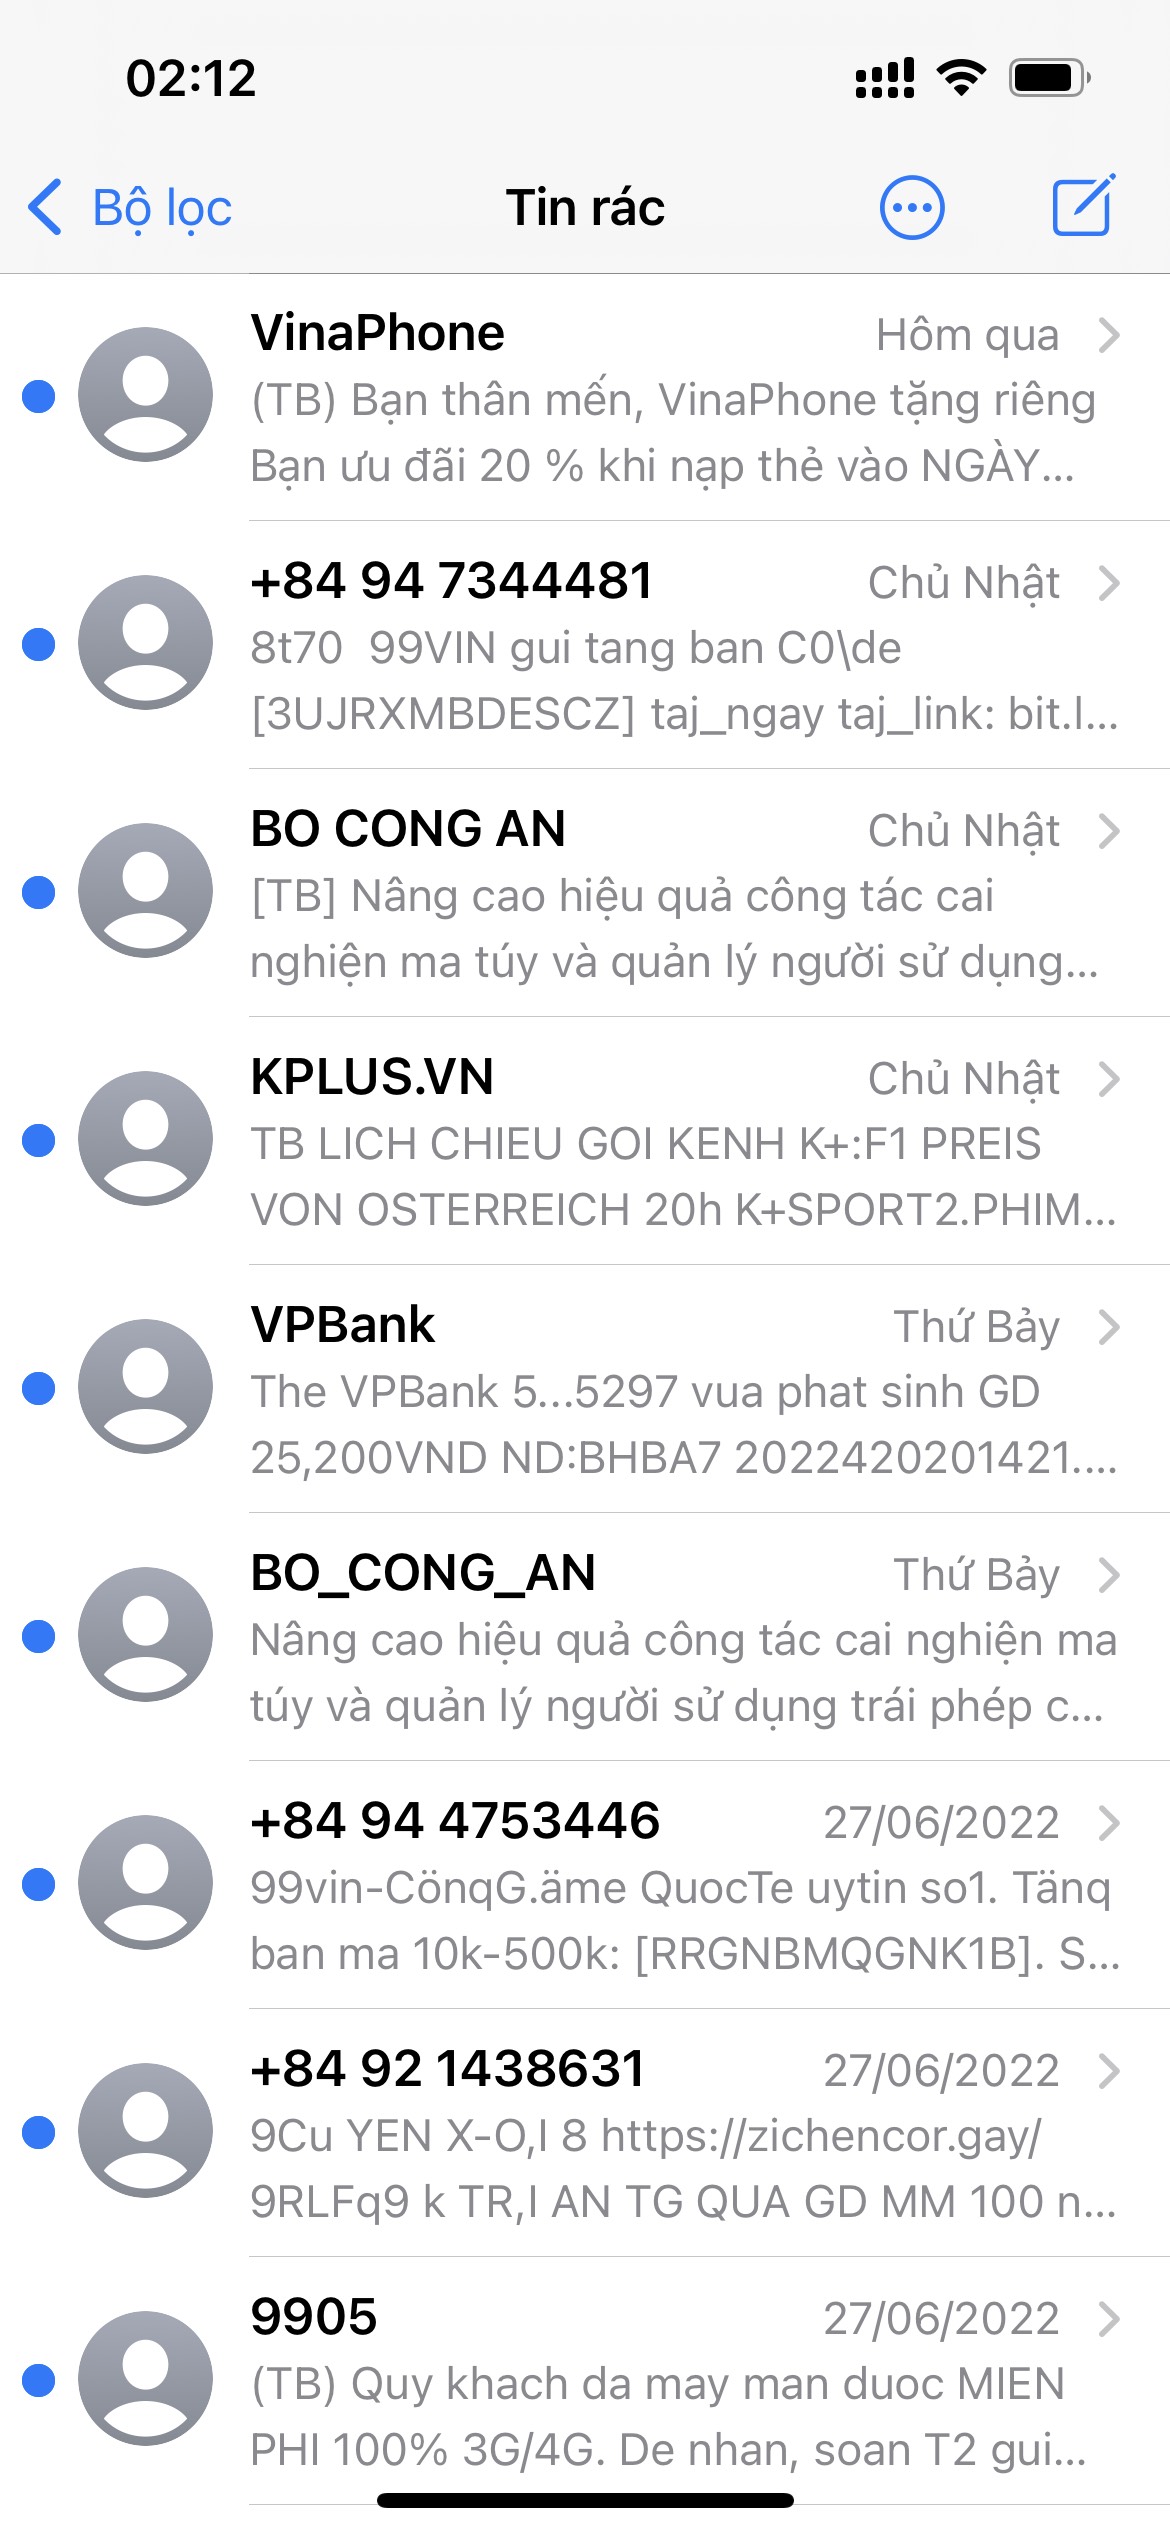 02:12
Bộ lọc
Tin rác
VinaPhone
Hôm qua
(TB) Bạn thân mến, VinaPhone tặng riêng
Bạn ưu đãi 20 % khi nạp thẻ vào NGÀY...
+84 94 7344481
Chủ Nhật
8t70  99VIN gui tang ban C0\de
[3UJRXMBDESCZ] taj_ngay taj_link: bit.l...
BO CONG AN
Chủ Nhật
[TB] Nâng cao hiệu quả công tác cai
nghiện ma túy và quản lý người sử dụng...
KPLUS.VN
Chủ Nhật
TB LICH CHIEU GOI KENH K+:F1 PREIS
VON OSTERREICH 20h K+SPORT2.PHIM...
VPBank
Thứ Bảy
The VPBank 5...5297 vua phat sinh GD
25,200VND ND:BHBA7 2022420201421....
BO_CONG_AN
Thứ Bảy
Nâng cao hiệu quả công tác cai nghiện ma
túy và quản lý người sử dụng trái phép c...
+84 94 4753446
27/06/2022
99vin-CönqG.äme QuocTe uytin so1. Tänq
ban ma 10k-500k: [RRGNBMQGNK1B]. S...
+84 92 1438631
27/06/2022
9Cu YEN X-O,I 8 https://zichencor.gay/
9RLFq9 k TR,I AN TG QUA GD MM 100 n...
9905
27/06/2022
(TB) Quy khach da may man duoc MIEN
PHI 100% 3G/4G. De nhan, soan T2 gui...